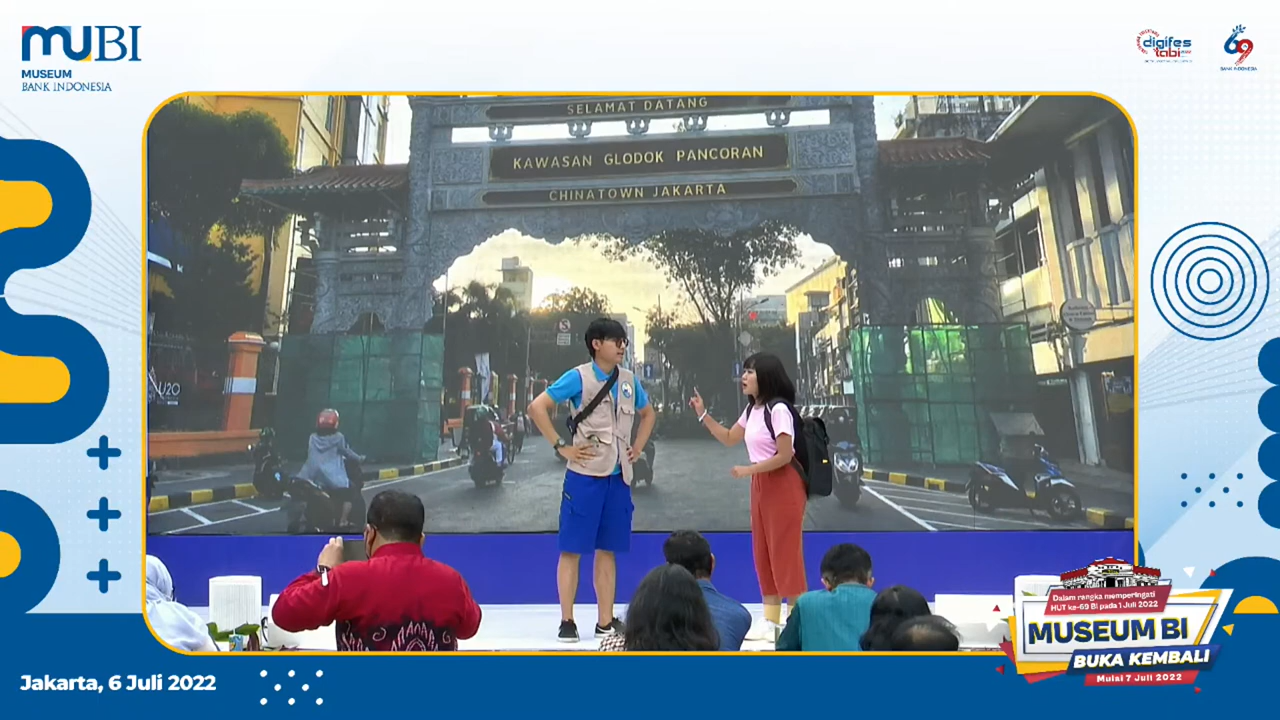 muBI
MUSEUM
BANK INDONESIA
digifes
tabi
69
BANK INDONESIA
SELAMAT DATANG
KAWASAN GLODOK PANCORAN
CHINATOWN JAKARTA
U20
Dalam rangka memperingati
HUT ke-69 BI pada 1 Juli 2022
MUSEUM BI
BUKA KEMBALI
Mulai 7 Juli 2022
Jakarta, 6 Juli 2022